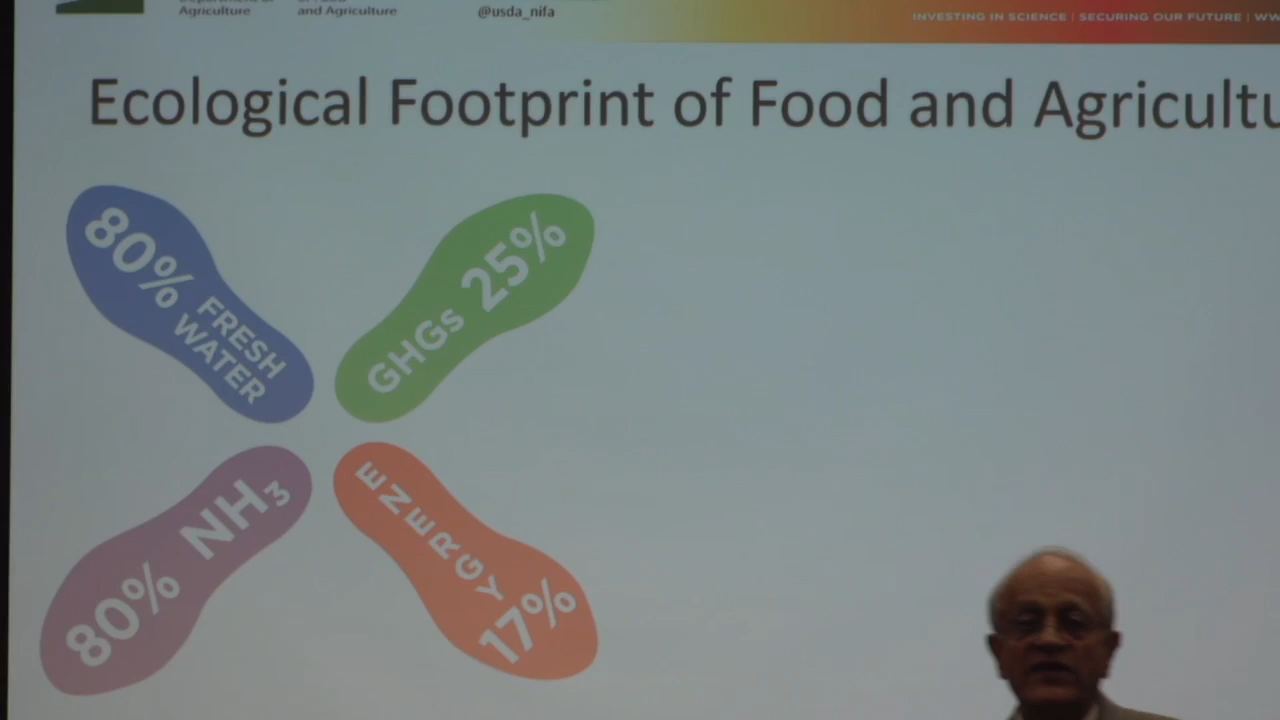 Agriculture
and Agriculture
@usda_nifa
INVESTING IN SCIENCE | SECURING OUR FUTURE | WW
Ecological Footprint of Food and Agricultu
80% FRESH
WATER
GHGs 25%
80% NH₃
ENERGY
17%